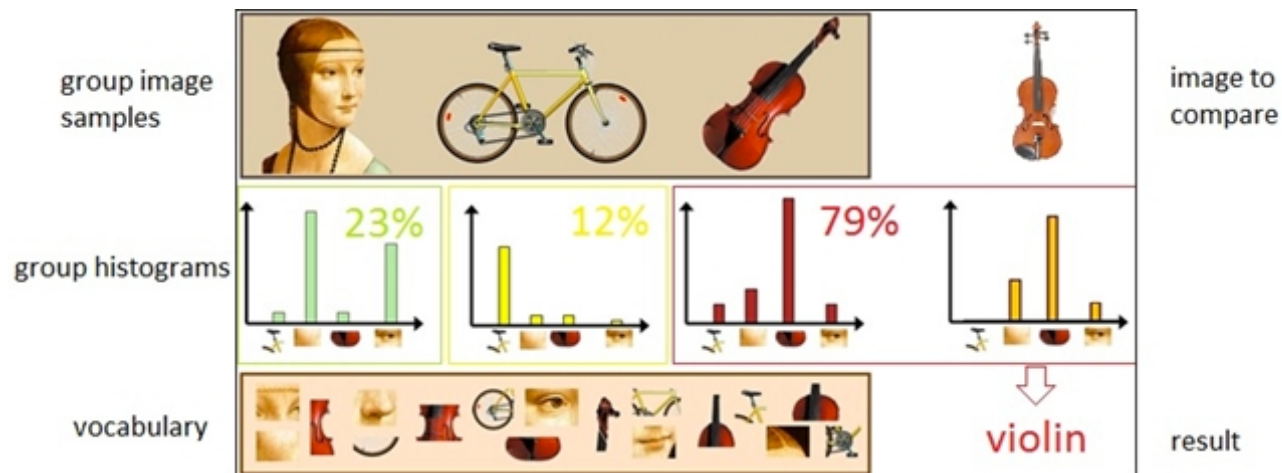 group image
samples
image to
compare
23%
12%
79%
group histograms
vocabulary
violin
result